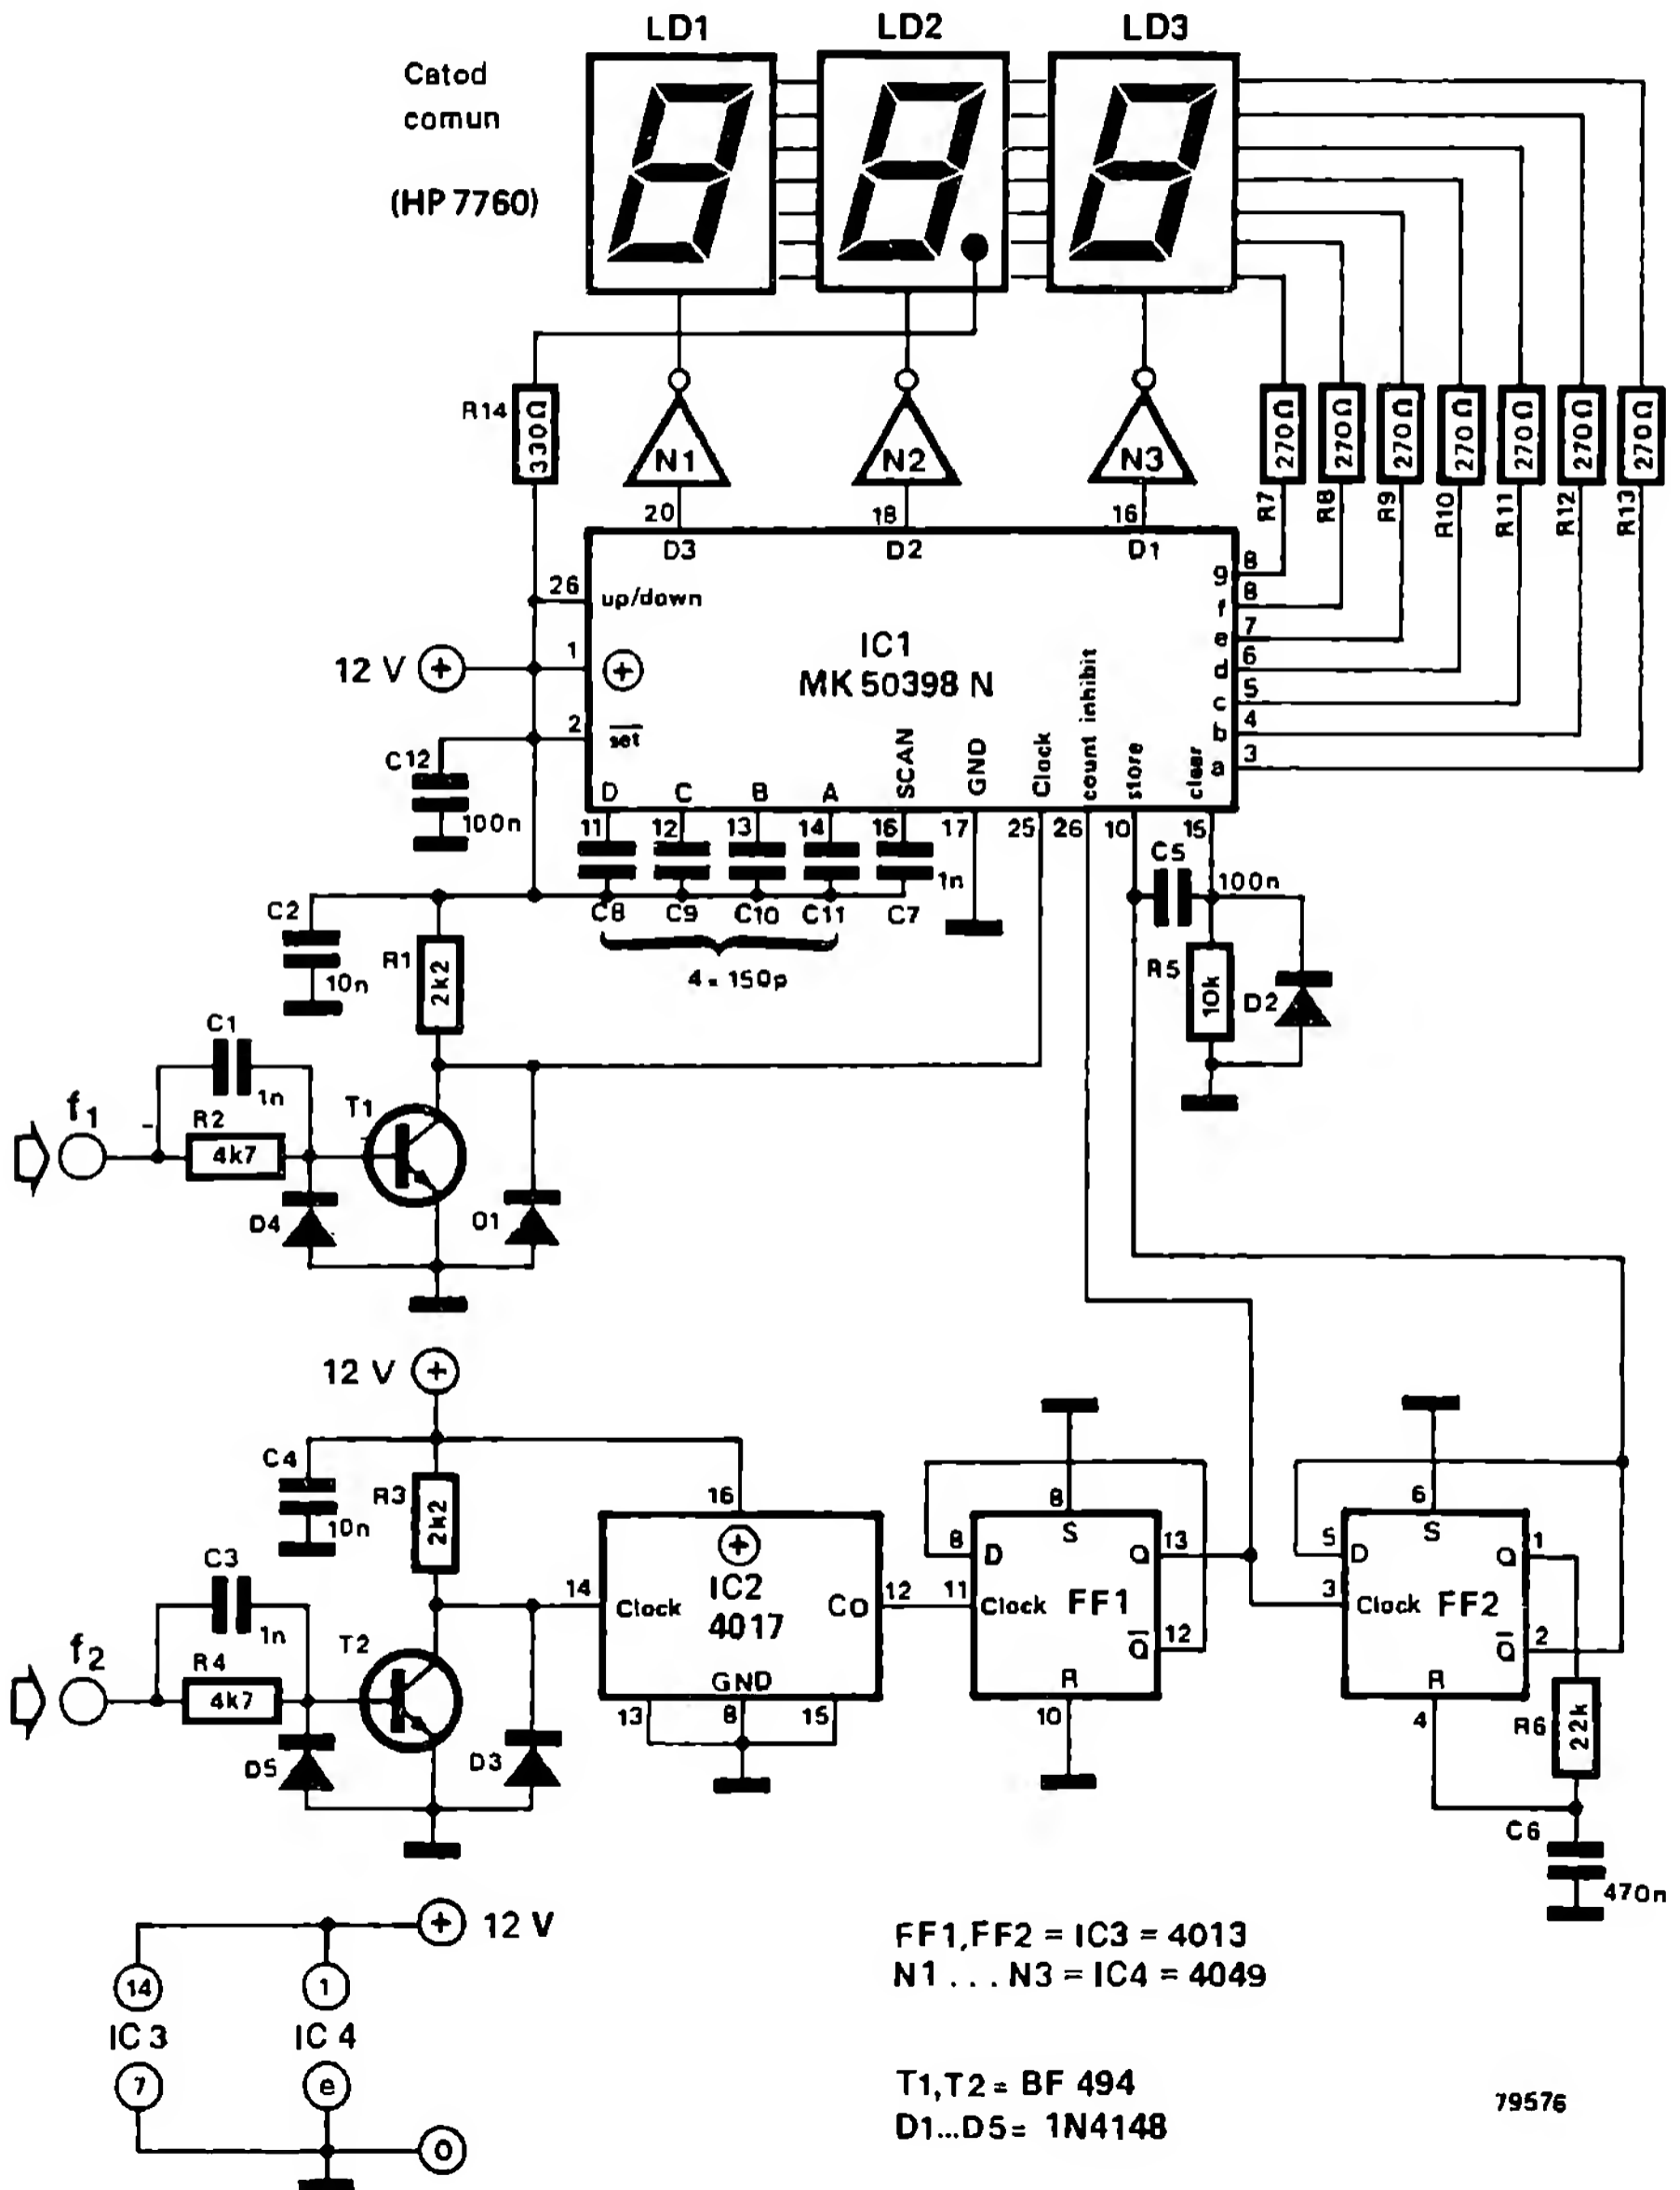 LD1 LD2 LD3
Catod
comun
(HP 7760)
R14 330Ω
N1 N2 N3
270Ω 270Ω 270Ω 270Ω 270Ω 270Ω 270Ω
R7 R8 R9 R10 R11 R12 R13
20 18 16
D3 D2 D1
26 up/down
12 V + 1 +
2 set
IC1
MK 50398 N
g 8
f 8
e 7
d 6
c 5
b 4
a 3
D C B A SCAN GND Clock count inhibit store clear
11 12 13 14 16 17 25 26 10 15
C12 100n
C8 C9 C10 C11 C7 1n
4 = 150p
C5 100n
R5 10k D2
C2 10n
R1 2k2
C1 1n
f1 R2 4k7 T1
D4 D1
12 V +
C4 10n
R3 2k2
C3 1n
f2 R4 4k7 T2
D5 D3
16 +
14 Clock IC2 Co 12
4017
GND
13 8 15
8 S
8 D Q 13
11 Clock FF1
Q 12
R
10
6 S
5 D Q 1
3 Clock FF2
Q 2
R
4
R6 22k
C6 470n
+ 12 V
14 1
IC 3 IC 4
7 e
0
FF1,FF2 = IC3 = 4013
N1 . . . N3 = IC4 = 4049
T1,T2 = BF 494
D1...D5 = 1N4148
79576